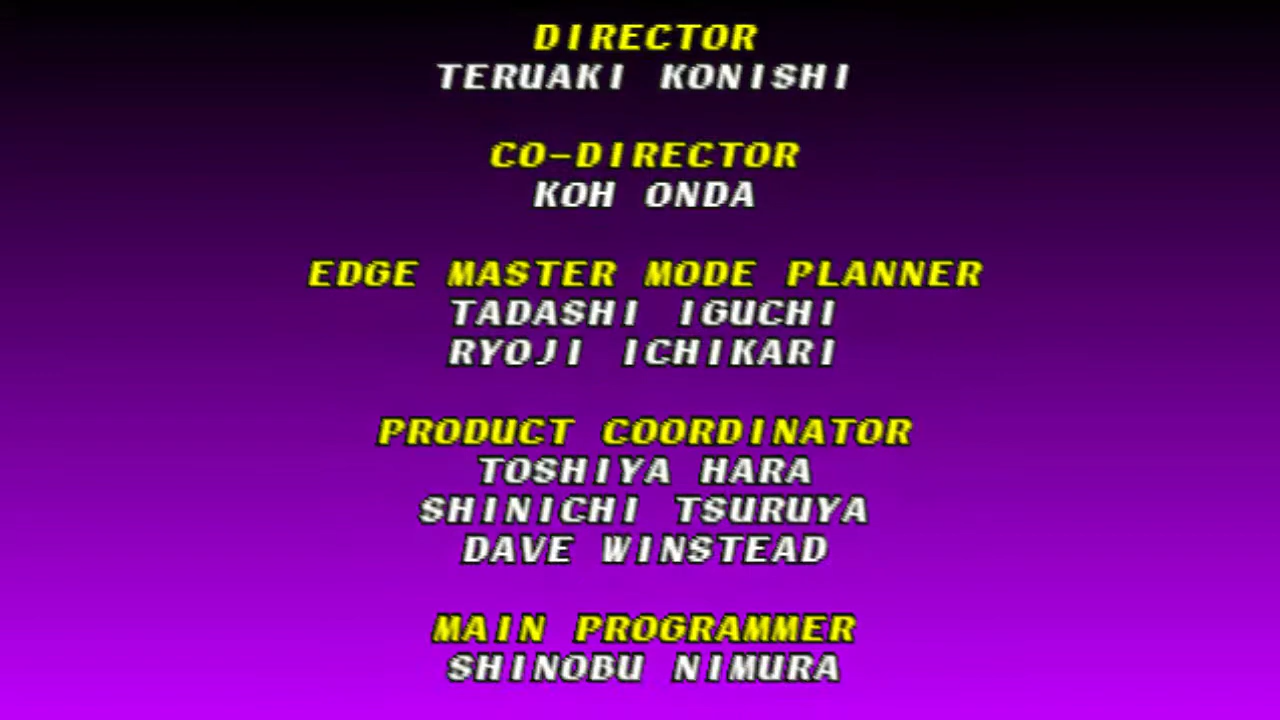 DIRECTOR
TERUAKI KONISHI
CO-DIRECTOR
KOH ONDA
EDGE MASTER MODE PLANNER
TADASHI IGUCHI
RYOJI ICHIKARI
PRODUCT COORDINATOR
TOSHIYA HARA
SHINICHI TSURUYA
DAVE WINSTEAD
MAIN PROGRAMMER
SHINOBU NIMURA